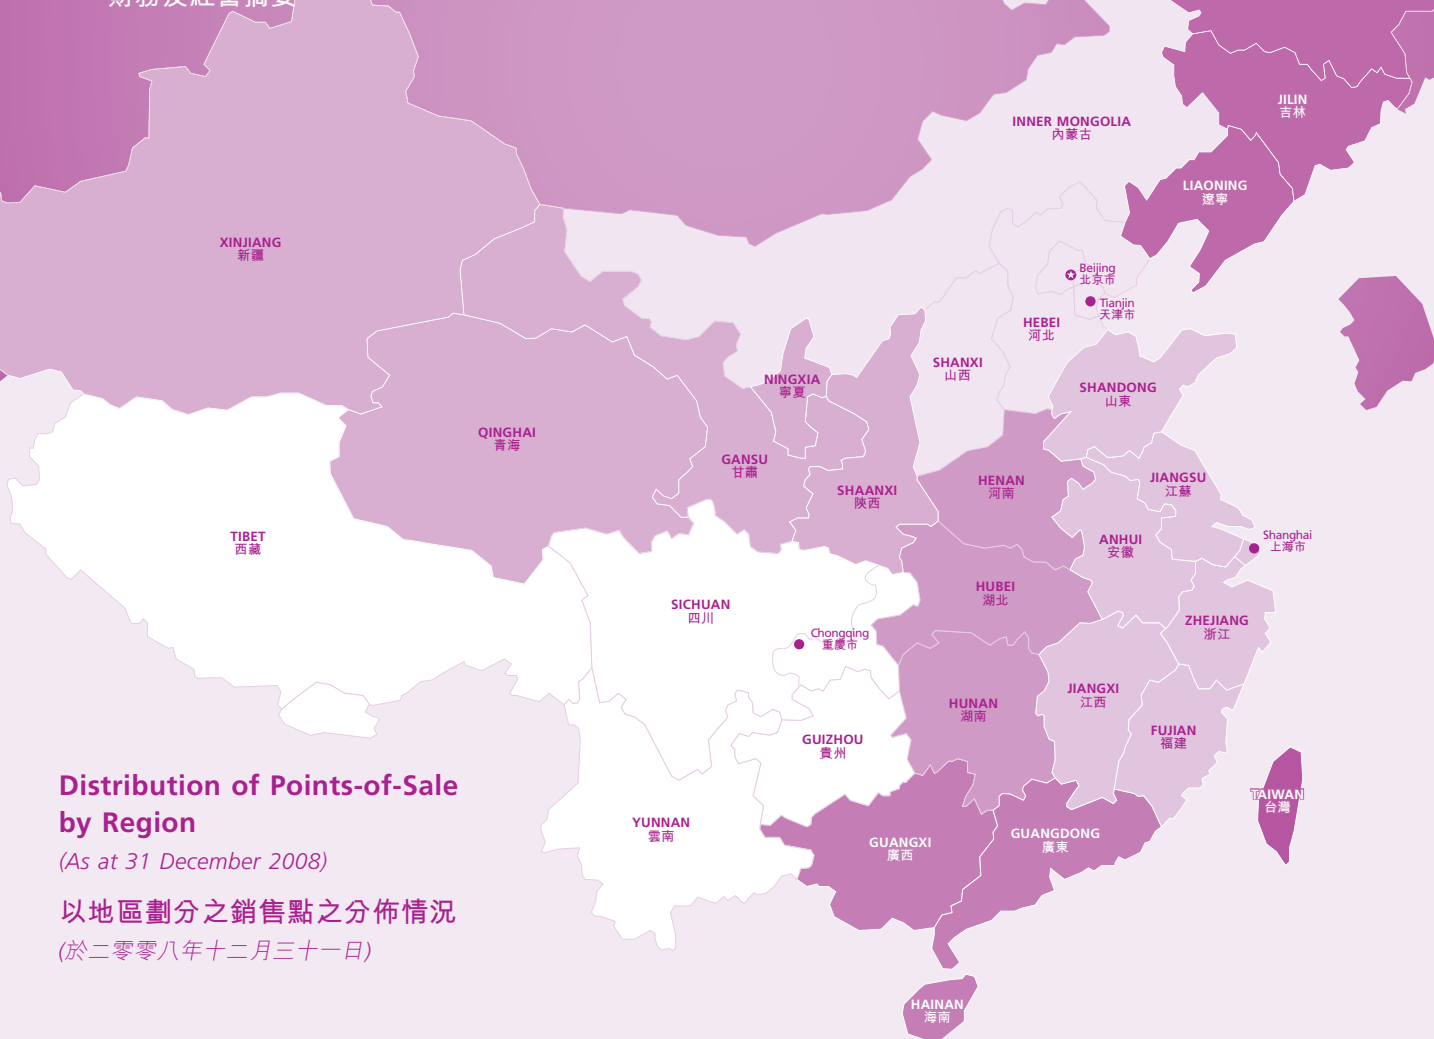 財務及經營摘要
INNER MONGOLIA
內蒙古
JILIN
吉林
LIAONING
遼寧
XINJIANG
新疆
Beijing
北京市
Tianjin
天津市
HEBEI
河北
SHANXI
山西
NINGXIA
寧夏
SHANDONG
山東
QINGHAI
青海
GANSU
甘肅
SHAANXI
陝西
HENAN
河南
JIANGSU
江蘇
TIBET
西藏
ANHUI
安徽
Shanghai
上海市
HUBEI
湖北
SICHUAN
四川
Chongqing
重慶市
ZHEJIANG
浙江
JIANGXI
江西
HUNAN
湖南
FUJIAN
福建
GUIZHOU
貴州
Distribution of Points-of-Sale
by Region
(As at 31 December 2008)
以地區劃分之銷售點之分佈情況
(於二零零八年十二月三十一日)
YUNNAN
雲南
GUANGXI
廣西
GUANGDONG
廣東
TAIWAN
台灣
HAINAN
海南